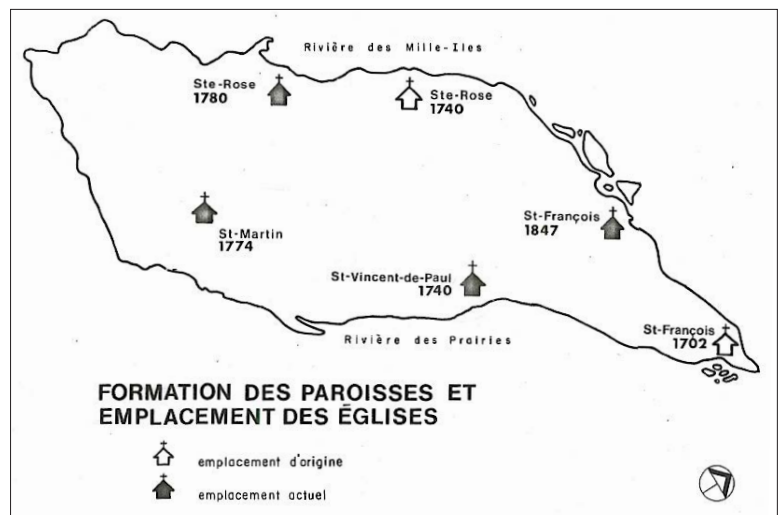 Rivière des Mille-Iles
Ste-Rose
1780
Ste-Rose
1740
St-Martin
1774
St-François
1847
St-Vincent-de-Paul
1740
St-François
1702
Rivière des Prairies
FORMATION DES PAROISSES ET
EMPLACEMENT DES ÉGLISES
emplacement d'origine
emplacement actuel